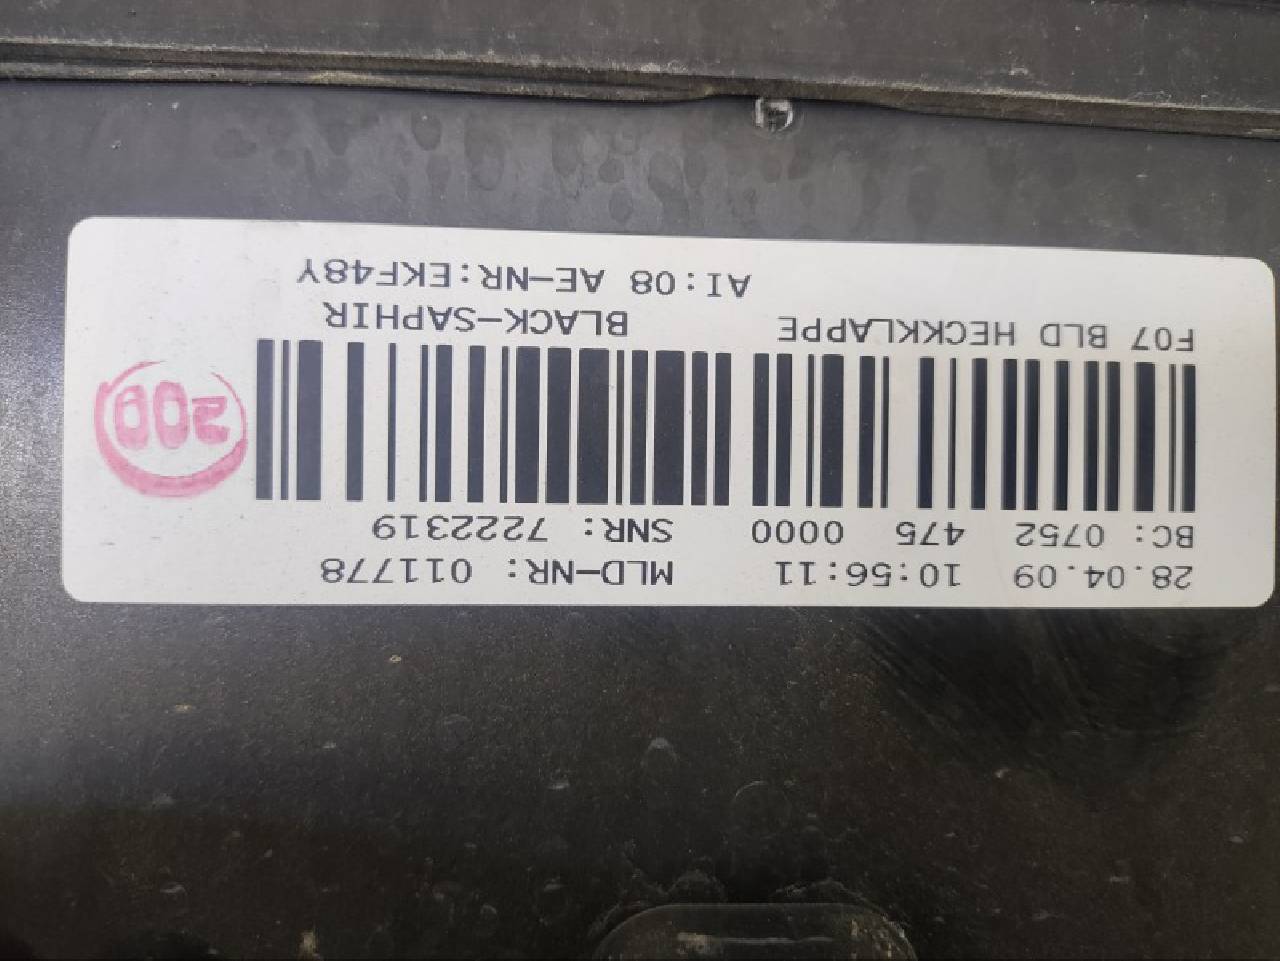 28.04.09 10:56:11 MLD-NR: 011778
BC: 0752 475 0000 SNR: 7222319
F07 BLD HECKKLAPPE BLACK-SAPHIR
AI:08 AE-NR:EKF48Y
200